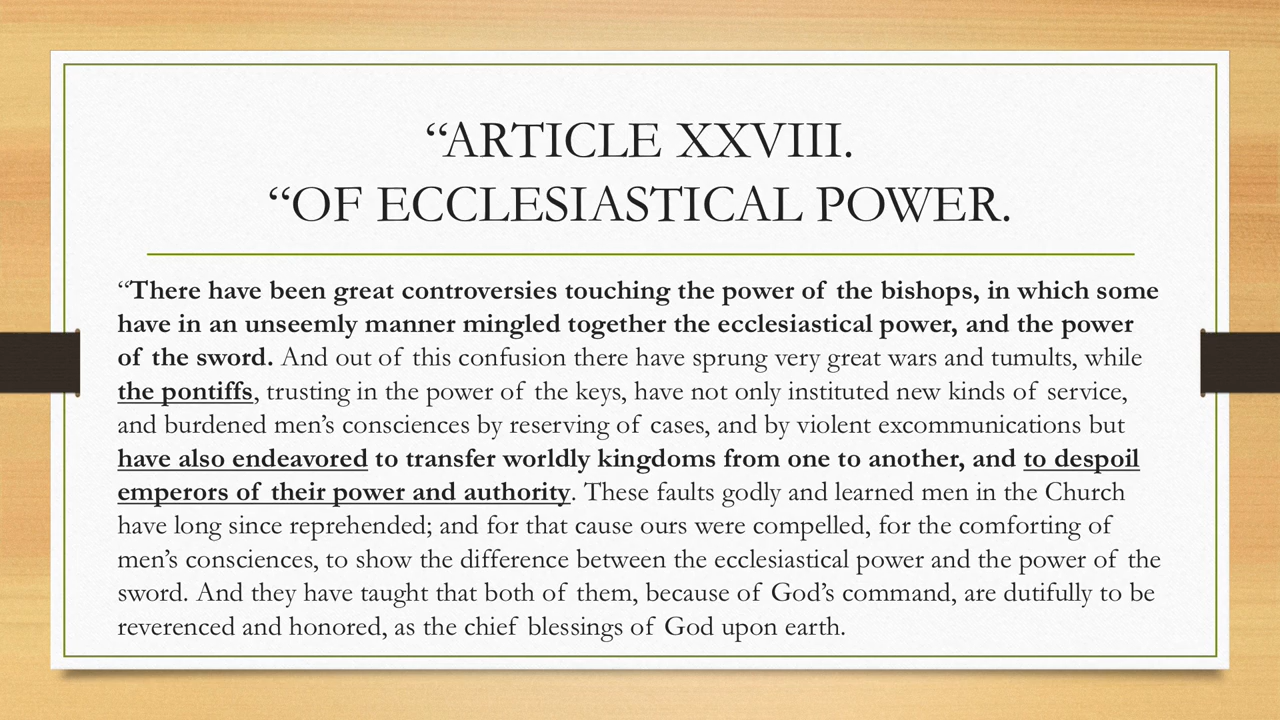 “ARTICLE XXVIII.
“OF ECCLESIASTICAL POWER.
“There have been great controversies touching the power of the bishops, in which some
have in an unseemly manner mingled together the ecclesiastical power, and the power
of the sword. And out of this confusion there have sprung very great wars and tumults, while
the pontiffs, trusting in the power of the keys, have not only instituted new kinds of service,
and burdened men’s consciences by reserving of cases, and by violent excommunications but
have also endeavored to transfer worldly kingdoms from one to another, and to despoil
emperors of their power and authority. These faults godly and learned men in the Church
have long since reprehended; and for that cause ours were compelled, for the comforting of
men’s consciences, to show the difference between the ecclesiastical power and the power of the
sword. And they have taught that both of them, because of God’s command, are dutifully to be
reverenced and honored, as the chief blessings of God upon earth.